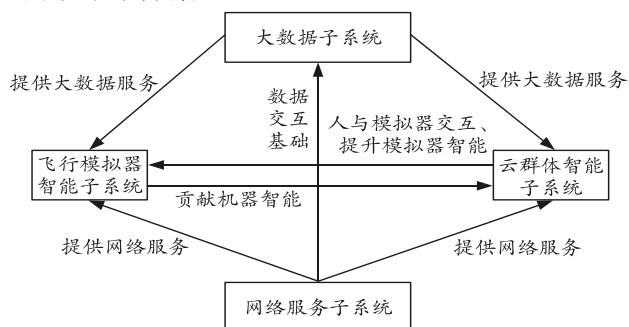 大数据子系统
提供大数据服务
提供大数据服务
数据
交互
基础
人与模拟器交互、
提升模拟器智能
飞行模拟器
智能子系统
云群体智能
子系统
贡献机器智能
提供网络服务
提供网络服务
网络服务子系统